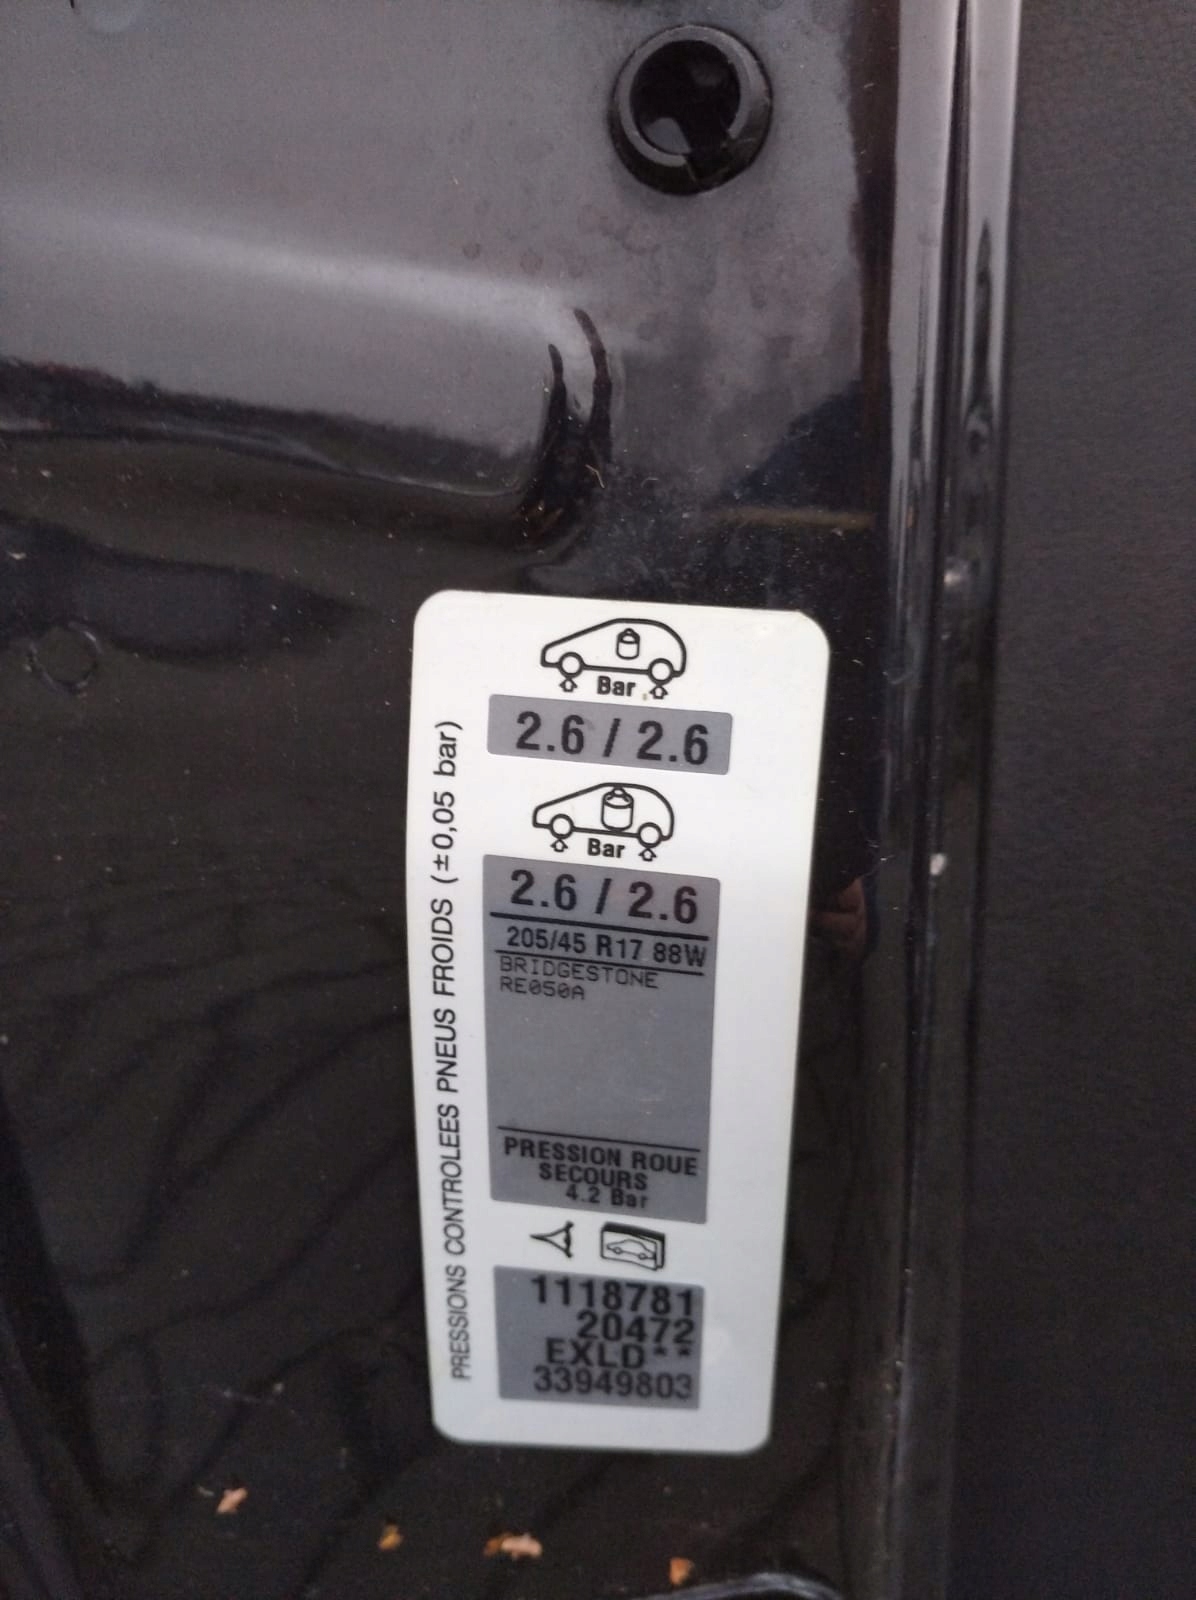 Bar
2.6 / 2.6
Bar
2.6 / 2.6
205/45 R17 88W
BRIDGESTONE
RE050A
PRESSION ROUE
SECOURS
4.2 Bar
1118781
20472
EXLD**
33949803
PRESSIONS CONTROLEES PNEUS FROIDS (±0,05 bar)